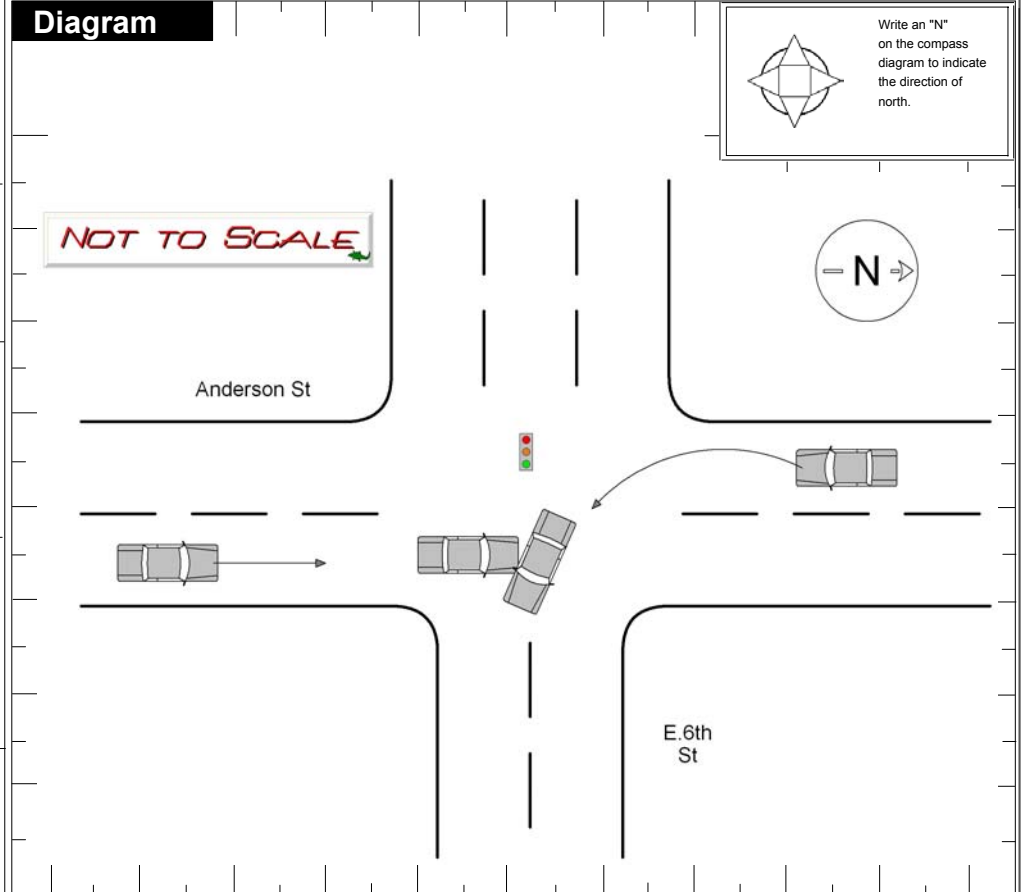 Diagram
Write an "N"
on the compass
diagram to indicate
the direction of
north.
NOT TO SCALE
N
Anderson St
E.6th
St